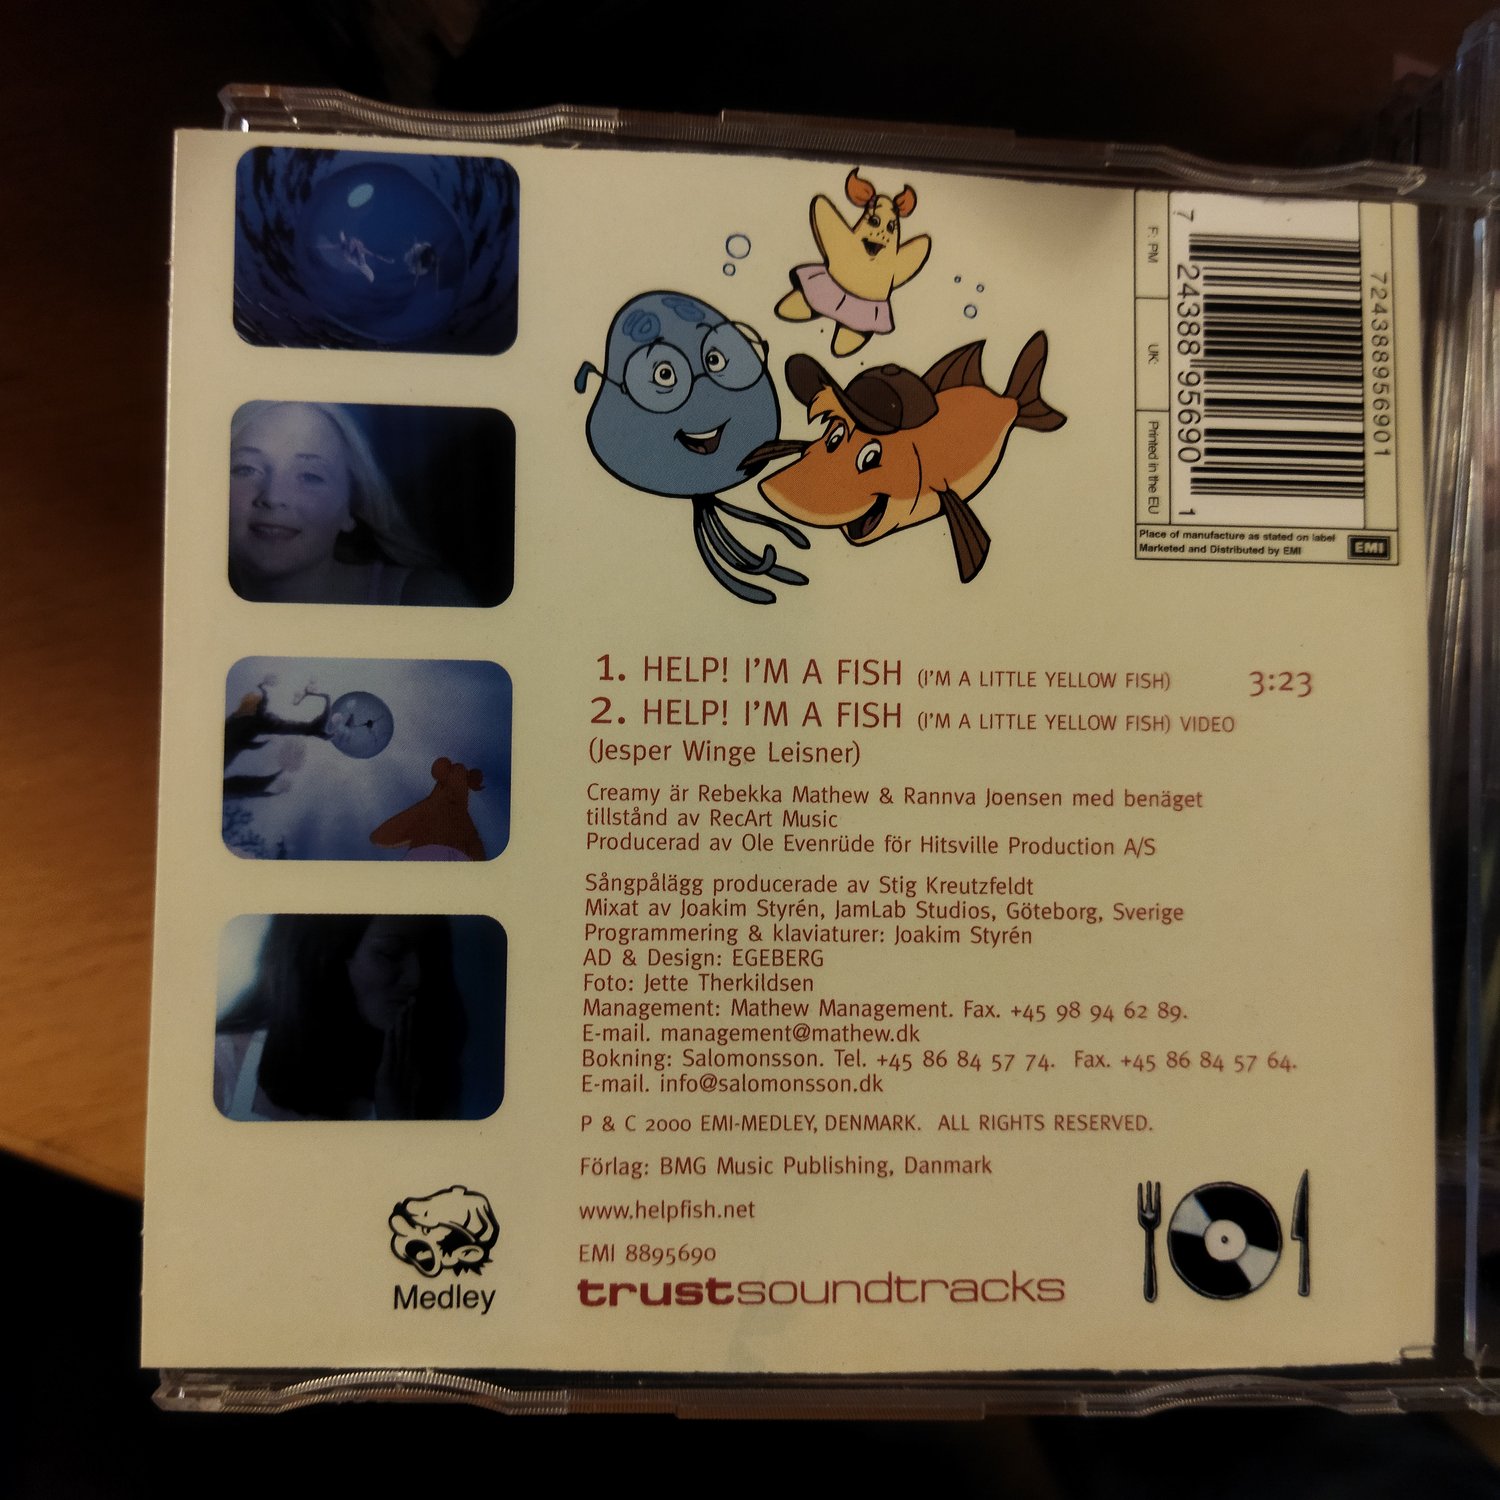 F: PM
UK:
Printed in the EU
7 24388 95690 1
724388956901
Place of manufacture as stated on label
Marketed and Distributed by EMI
EMI
1. HELP! I'M A FISH (I'M A LITTLE YELLOW FISH) 3:23
2. HELP! I'M A FISH (I'M A LITTLE YELLOW FISH) VIDEO
(Jesper Winge Leisner)
Creamy är Rebekka Mathew & Rannva Joensen med benäget
tillstånd av RecArt Music
Producerad av Ole Evenrüde för Hitsville Production A/S
Sångpålägg producerade av Stig Kreutzfeldt
Mixat av Joakim Styrén, JamLab Studios, Göteborg, Sverige
Programmering & klaviaturer: Joakim Styrén
AD & Design: EGEBERG
Foto: Jette Therkildsen
Management: Mathew Management. Fax. +45 98 94 62 89.
E-mail. management@mathew.dk
Bokning: Salomonsson. Tel. +45 86 84 57 74. Fax. +45 86 84 57 64.
E-mail. info@salomonsson.dk
P & C 2000 EMI-MEDLEY, DENMARK. ALL RIGHTS RESERVED.
Förlag: BMG Music Publishing, Danmark
www.helpfish.net
EMI 8895690
trustsoundtracks
Medley